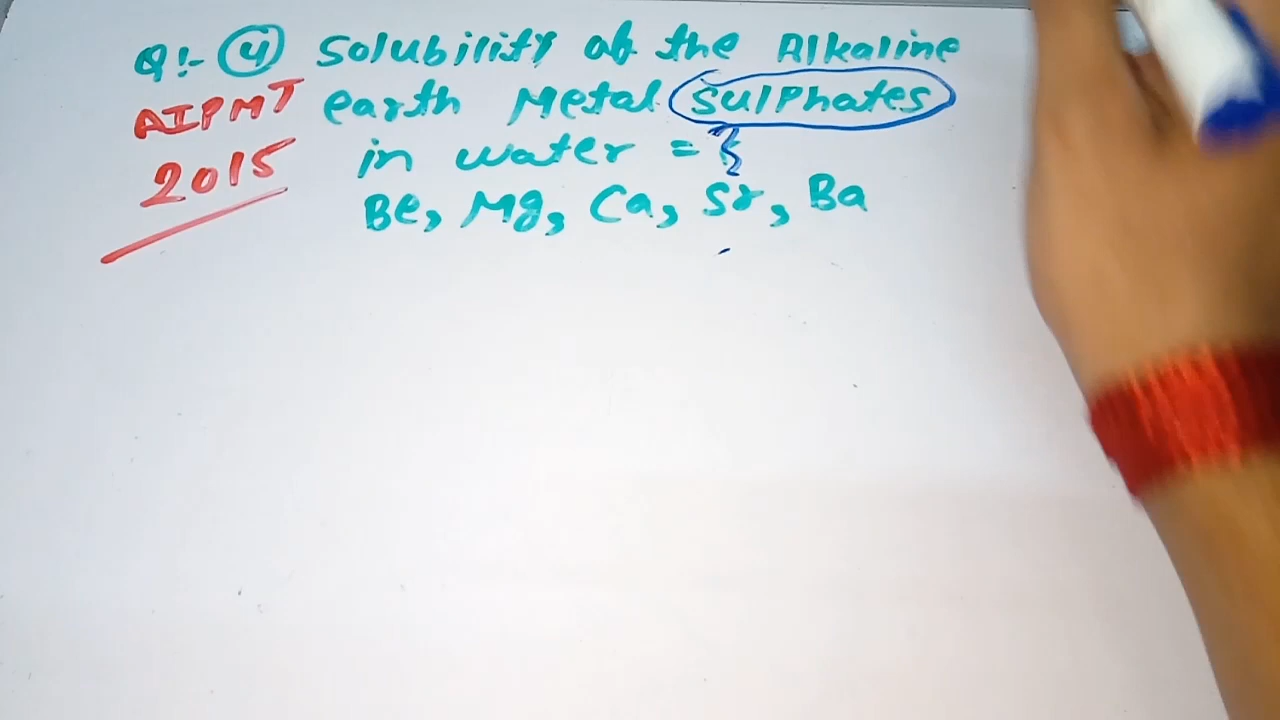 Q:- (4) Solubility of the Alkaline
AIPMT earth Metal Sulphates
2015 in water = {
Be, Mg, Ca, Sr, Ba